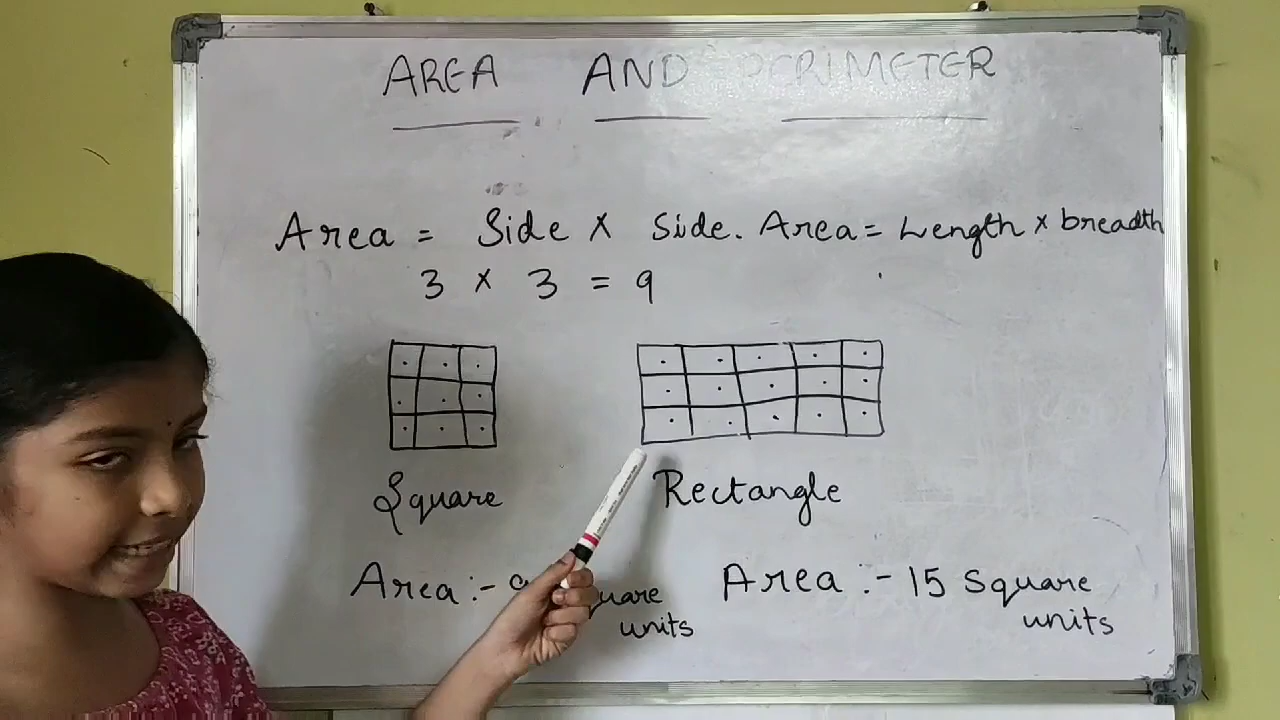 AREA AND PERIMETER
Area = Side × Side. Area = Length × breadth
3 × 3 = 9
Square Rectangle
Area :- 9 square units
Area :- 15 Square units